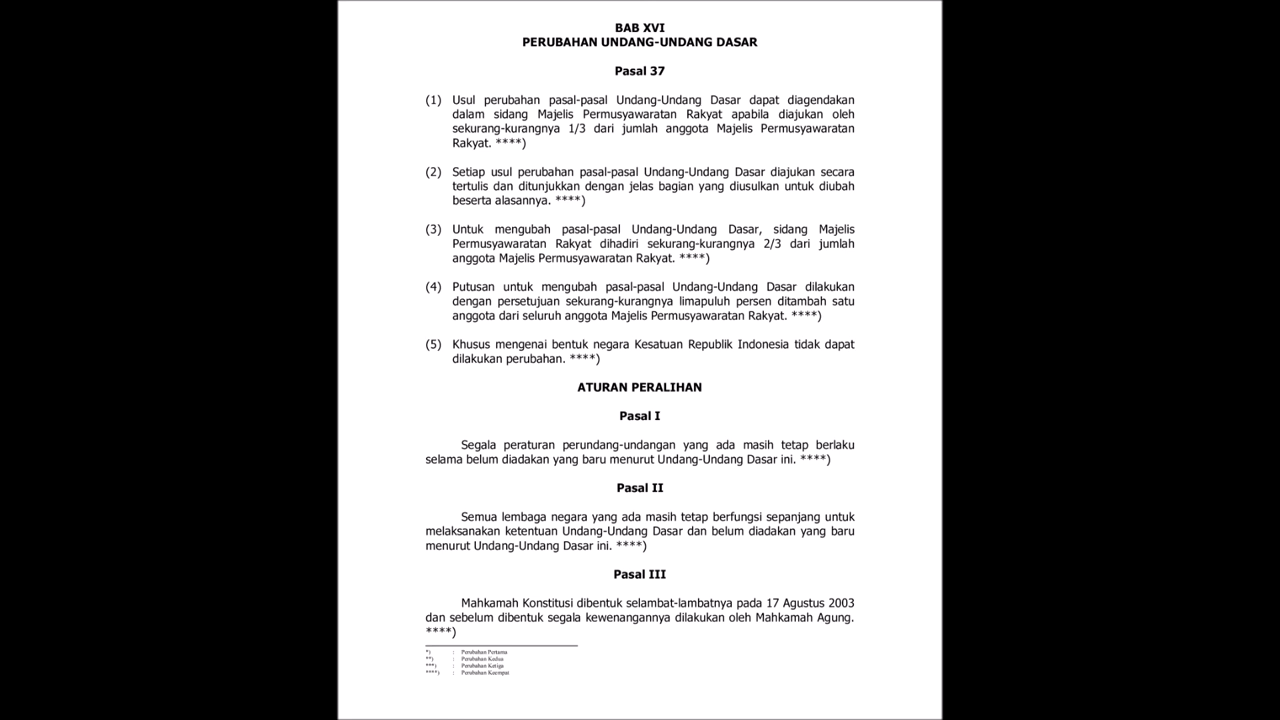 BAB XVI
PERUBAHAN UNDANG-UNDANG DASAR
Pasal 37
(1) Usul perubahan pasal-pasal Undang-Undang Dasar dapat diagendakan
dalam sidang Majelis Permusyawaratan Rakyat apabila diajukan oleh
sekurang-kurangnya 1/3 dari jumlah anggota Majelis Permusyawaratan
Rakyat. ****)
(2) Setiap usul perubahan pasal-pasal Undang-Undang Dasar diajukan secara
tertulis dan ditunjukkan dengan jelas bagian yang diusulkan untuk diubah
beserta alasannya. ****)
(3) Untuk mengubah pasal-pasal Undang-Undang Dasar, sidang Majelis
Permusyawaratan Rakyat dihadiri sekurang-kurangnya 2/3 dari jumlah
anggota Majelis Permusyawaratan Rakyat. ****)
(4) Putusan untuk mengubah pasal-pasal Undang-Undang Dasar dilakukan
dengan persetujuan sekurang-kurangnya limapuluh persen ditambah satu
anggota dari seluruh anggota Majelis Permusyawaratan Rakyat. ****)
(5) Khusus mengenai bentuk negara Kesatuan Republik Indonesia tidak dapat
dilakukan perubahan. ****)
ATURAN PERALIHAN
Pasal I
Segala peraturan perundang-undangan yang ada masih tetap berlaku
selama belum diadakan yang baru menurut Undang-Undang Dasar ini. ****)
Pasal II
Semua lembaga negara yang ada masih tetap berfungsi sepanjang untuk
melaksanakan ketentuan Undang-Undang Dasar dan belum diadakan yang baru
menurut Undang-Undang Dasar ini. ****)
Pasal III
Mahkamah Konstitusi dibentuk selambat-lambatnya pada 17 Agustus 2003
dan sebelum dibentuk segala kewenangannya dilakukan oleh Mahkamah Agung.
****)
*) : Perubahan Pertama
**) : Perubahan Kedua
***) : Perubahan Ketiga
****) : Perubahan Keempat